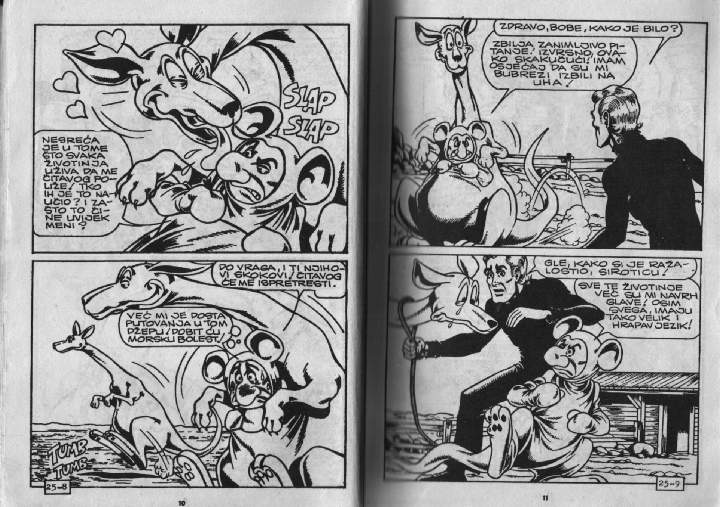 SLAP
SLAP
NESREĆA
JE U TOME
ŠTO SVAKA
ŽIVOTINJA
UŽIVA DA ME
ČITAVOG PO-
LIŽE! TKO
IH JE TO NA-
UČIO? I ZA-
ŠTO TO ČI-
NE UVIJEK
MENI?
DO VRAGA, I TI NJIHO-
VI SKOKOVI! ČITAVOG
ĆE ME ISPRETRESTI.
VEĆ MI JE DOSTA
PUTOVANJA U TOM
DŽEPU! DOBIT ĆU
MORSKU BOLEST!
TUMB
TUMB
25-8
10
ZDRAVO, BOBE, KAKO JE BILO?
ZBILJA ZANIMLJIVO PI-
TANJE! IZVRSNO, OVA-
KO SKAKUĆUĆI! IMAM
OSJEĆAJ DA SU MI
BUBREZI IZBILI NA
UHA!
GLE, KAKO SI JE RAŽA-
LOSTIO, SIROTICU!
SVE TE ŽIVOTINJE
VEĆ SU MI NAVRH
GLAVE! OSIM
SVEGA, IMAJU
TAKO VELIK I
HRAPAV JEZIK!
25-9
11